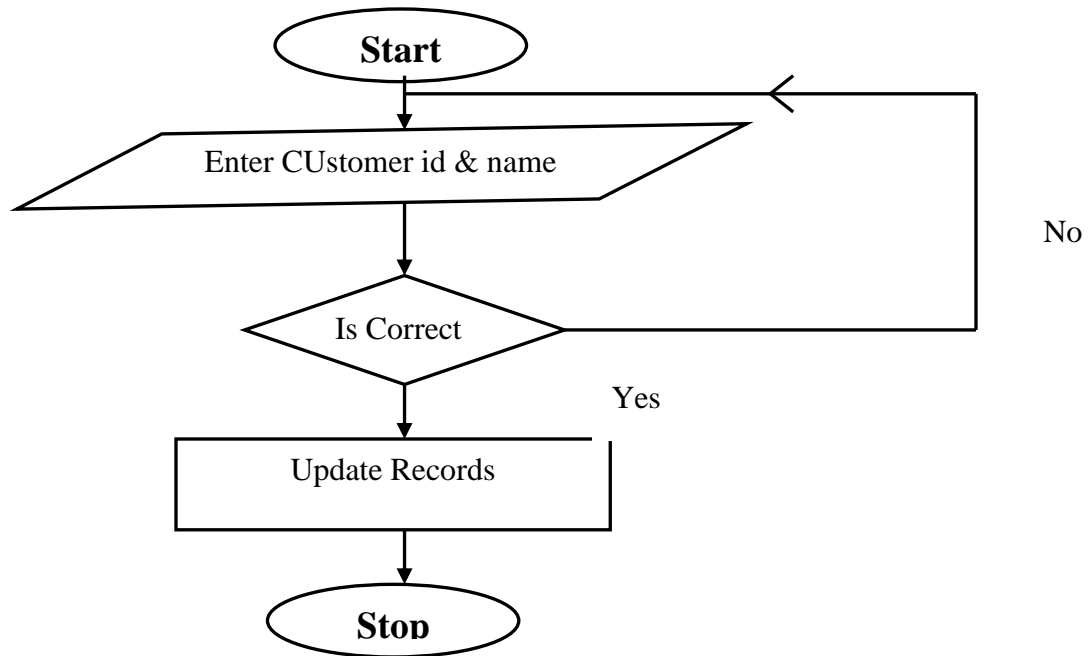 Start
Enter CUstomer id & name
No
Is Correct
Yes
Update Records
Stop